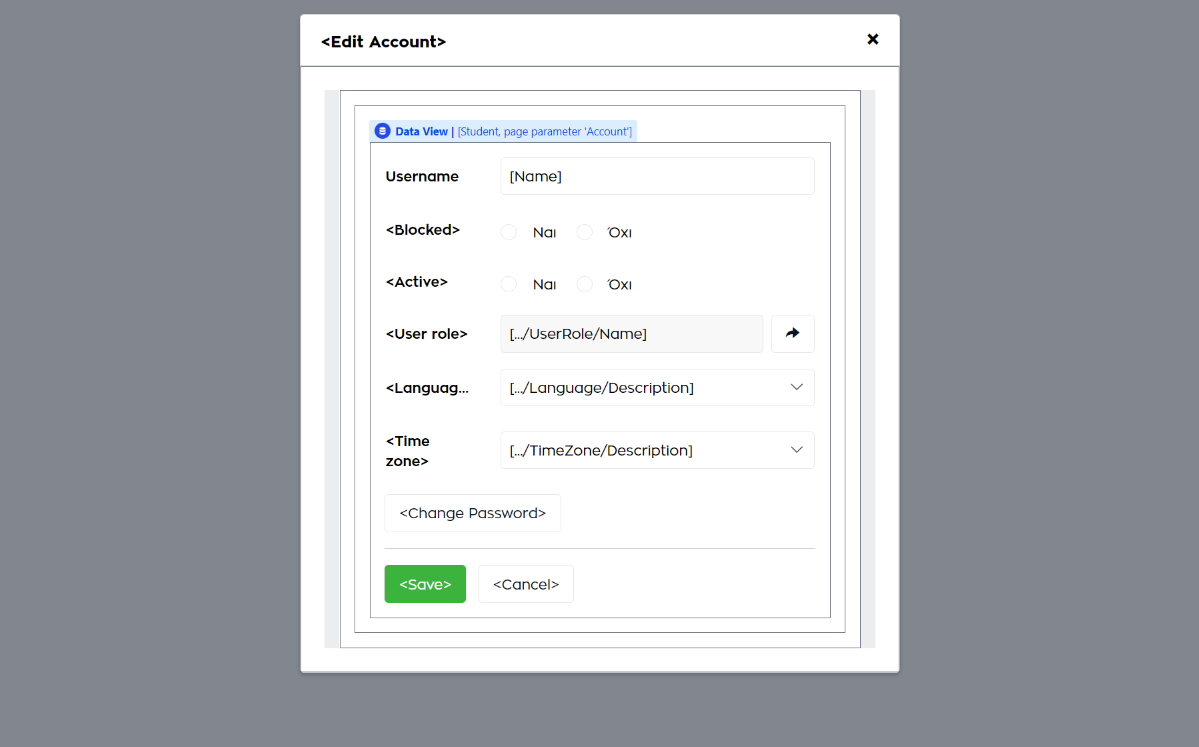 <Edit Account>
Data View | [Student, page parameter 'Account']
Username [Name]
<Blocked> Ναι Όχι
<Active> Ναι Όχι
<User role> [../UserRole/Name]
<Languag... [../Language/Description]
<Time
zone> [../TimeZone/Description]
<Change Password>
<Save> <Cancel>